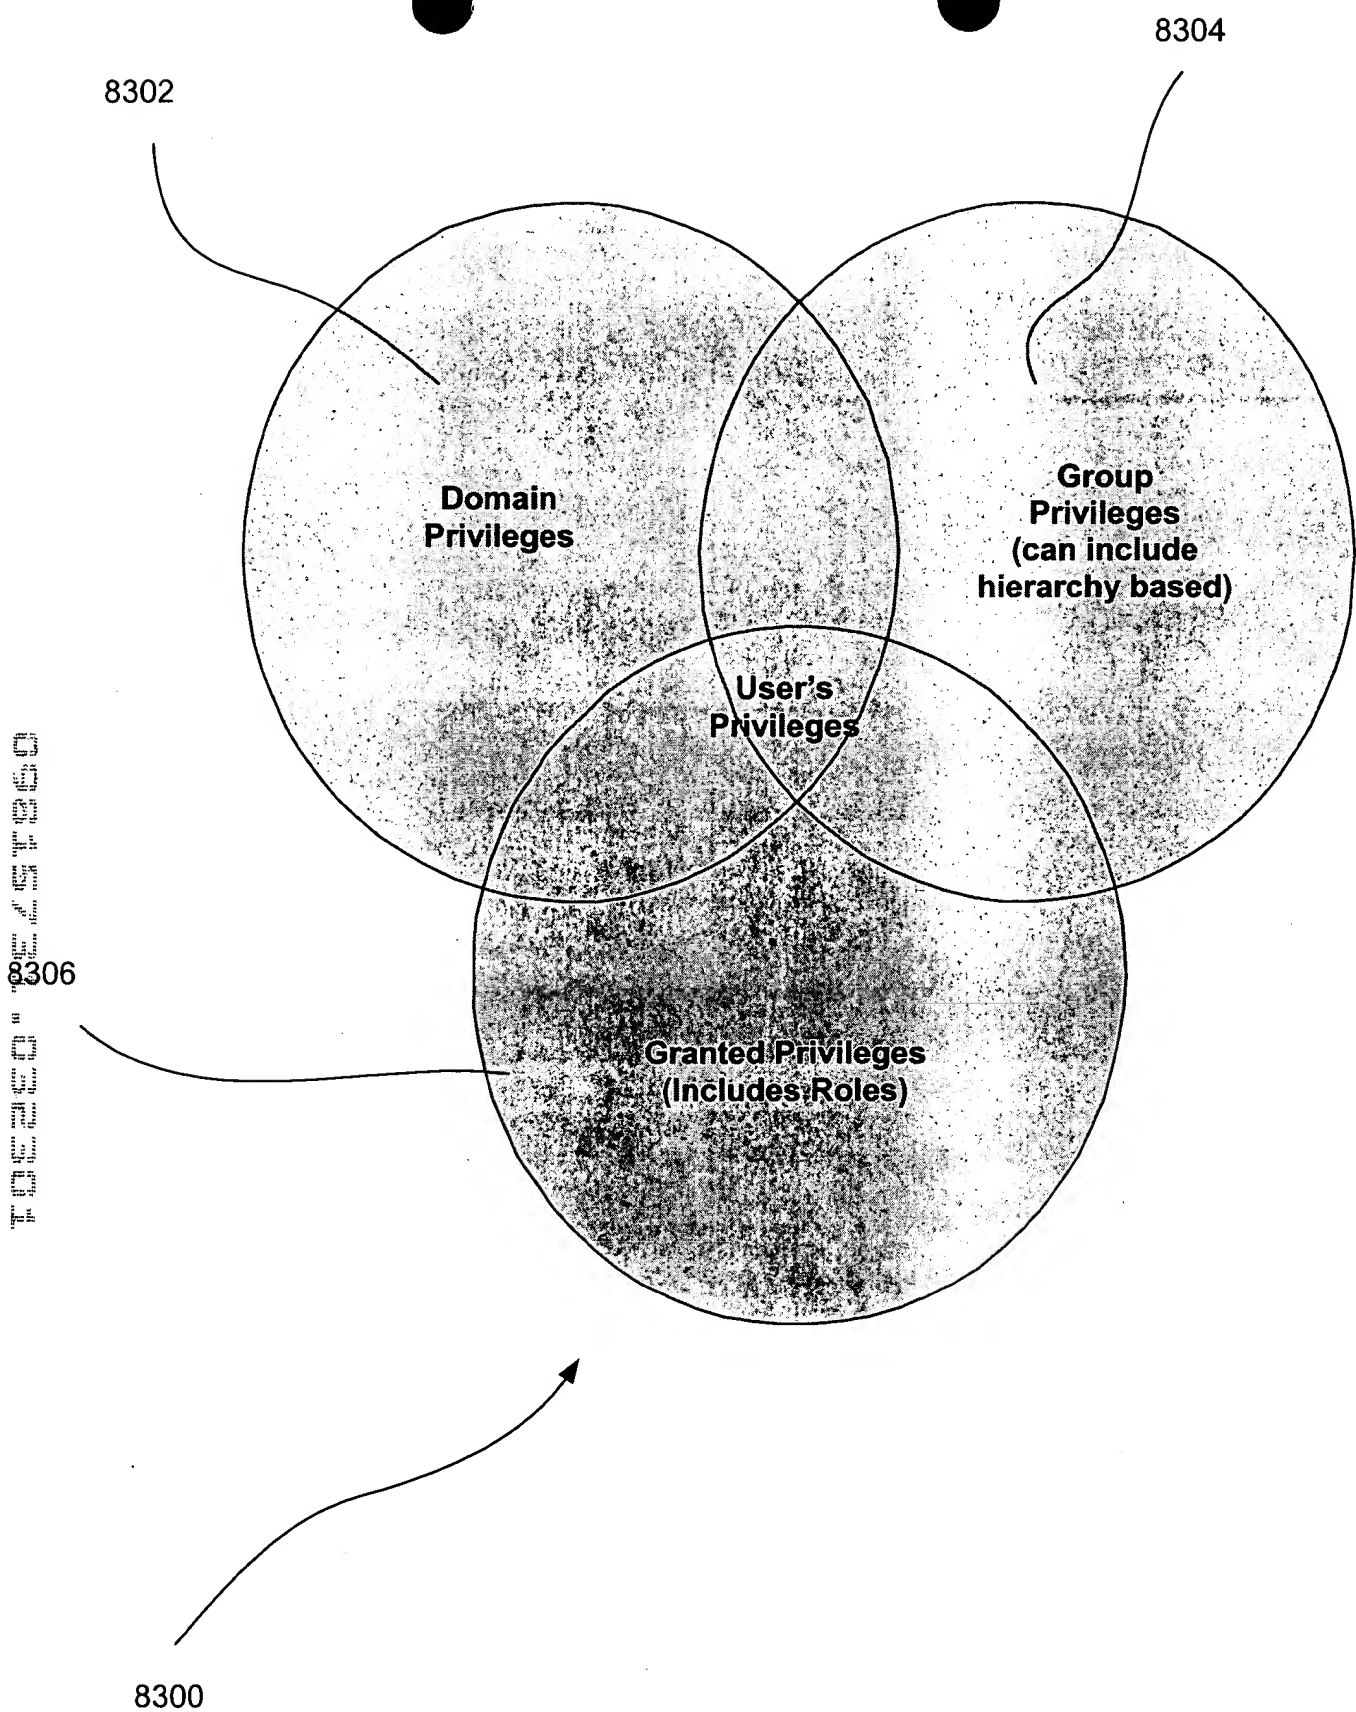 8304
8302
Domain
Privileges
Group
Privileges
(can include
hierarchy based)
User's
Privileges
8306
Granted Privileges
(Includes Roles)
8300